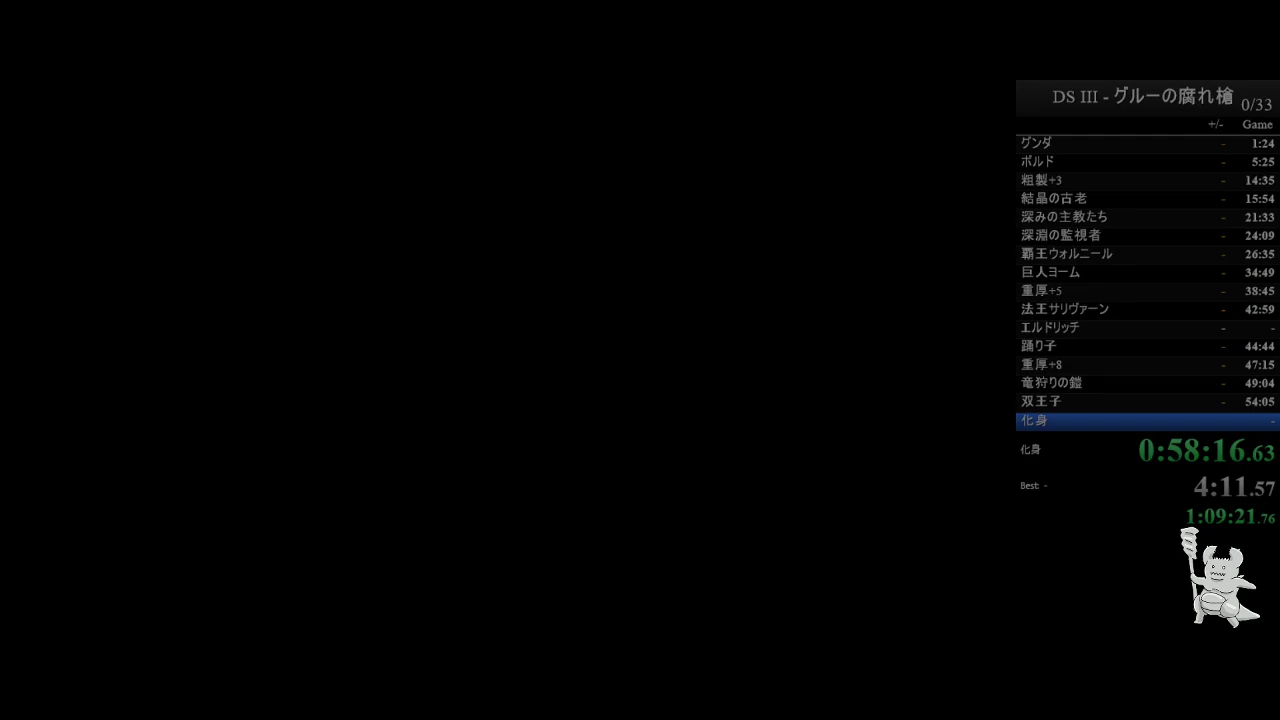 DS III - グルーの腐れ槍 0/33
+/- Game
グンダ - 1:24
ボルド - 5:25
粗製+3 - 14:35
結晶の古老 - 15:54
深みの主教たち - 21:33
深淵の監視者 - 24:09
覇王ウォルニール - 26:35
巨人ヨーム - 34:49
重厚+5 - 38:45
法王サリヴァーン - 42:59
エルドリッチ - -
踊り子 - 44:44
重厚+8 - 47:15
竜狩りの鎧 - 49:04
双王子 - 54:05
化身 -
化身 0:58:16.63
Best: - 4:11.57
1:09:21.76